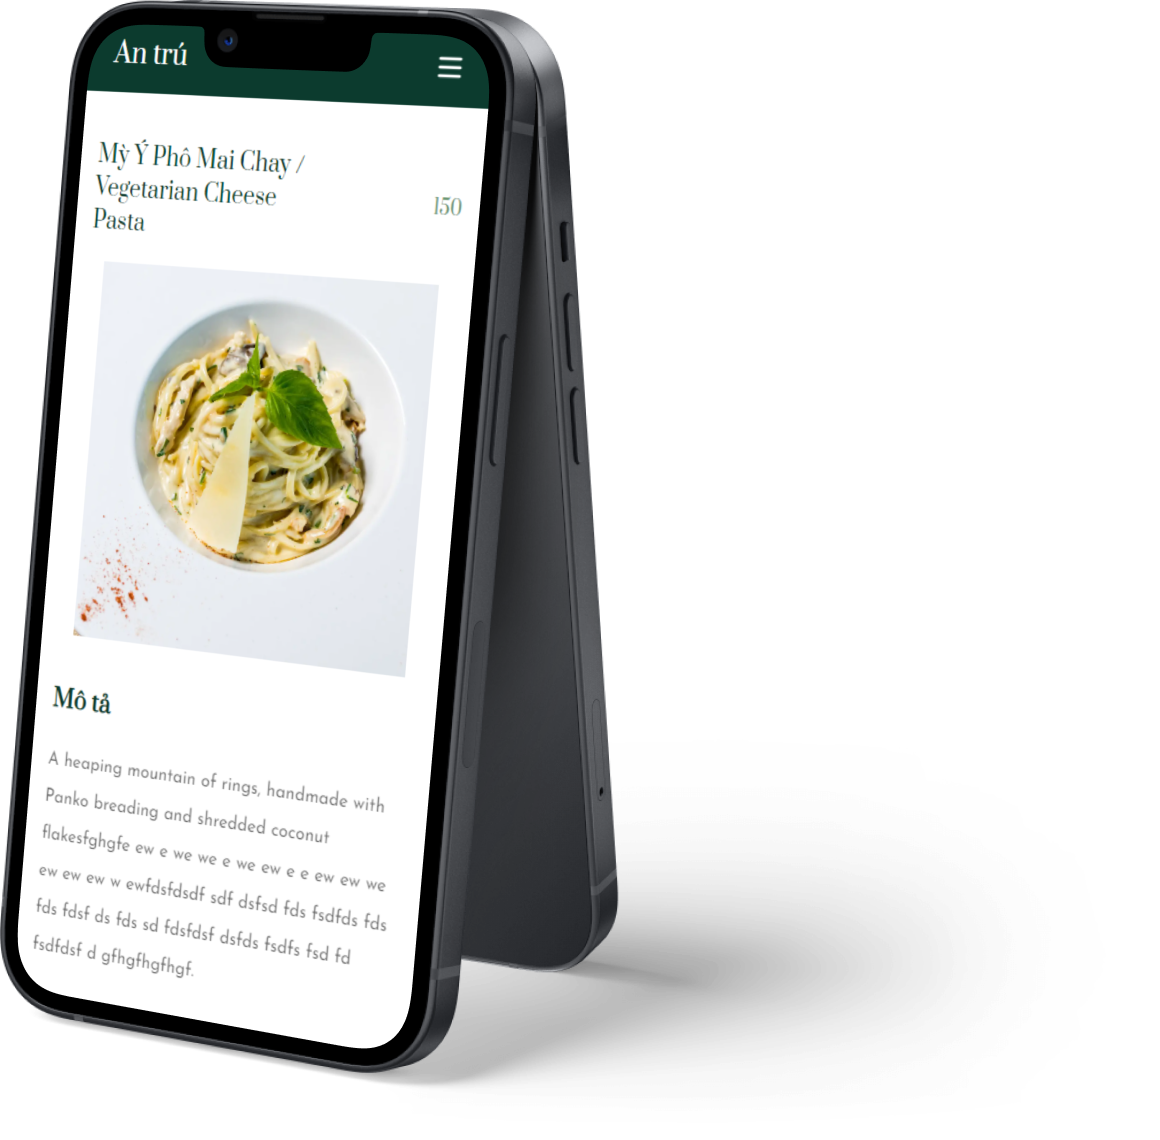 An trú
Mỳ Ý Phô Mai Chay /
Vegetarian Cheese
Pasta
150
Mô tả
A heaping mountain of rings, handmade with
Panko breading and shredded coconut
flakesfghgfe ew e we we e we ew e e ew ew we
ew ew ew w ewfdsfdsdf sdf dsfsd fds fsdfds fds
fds fdsf ds fds sd fdsfdsf dsfds fsdfs fsd fd
fsdfdsf d gfhgfhgfhgf.